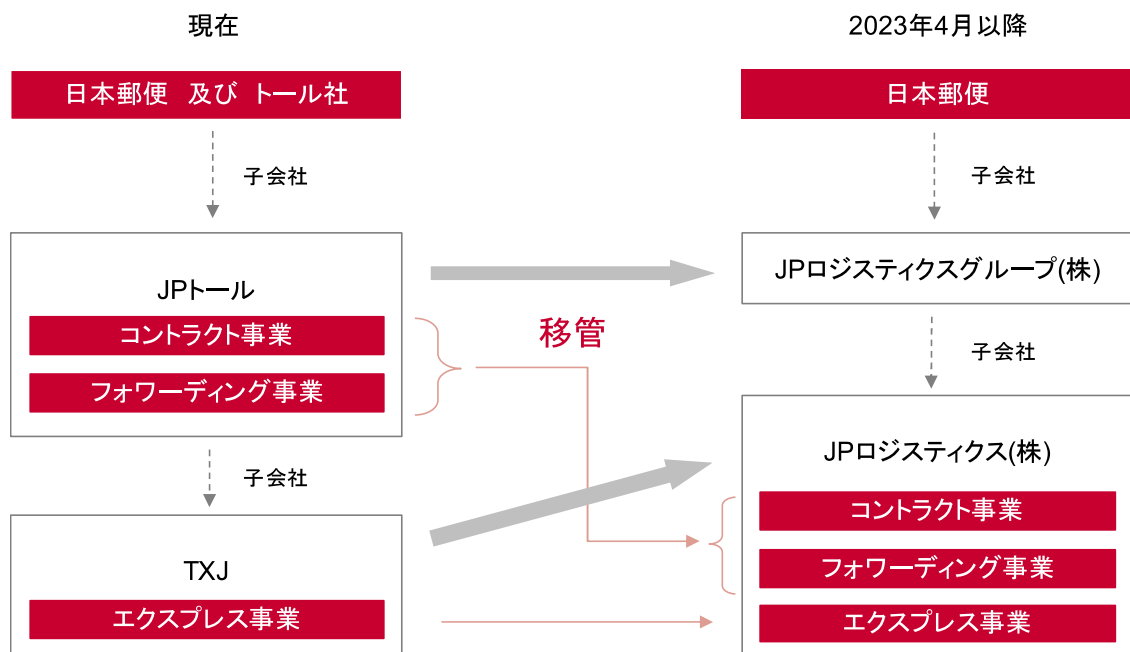 現在
日本郵便 及び トール社
子会社
JPトール
コントラクト事業
フォワーディング事業
子会社
TXJ
エクスプレス事業
移管
2023年4月以降
日本郵便
子会社
JPロジスティクスグループ(株)
子会社
JPロジスティクス(株)
コントラクト事業
フォワーディング事業
エクスプレス事業